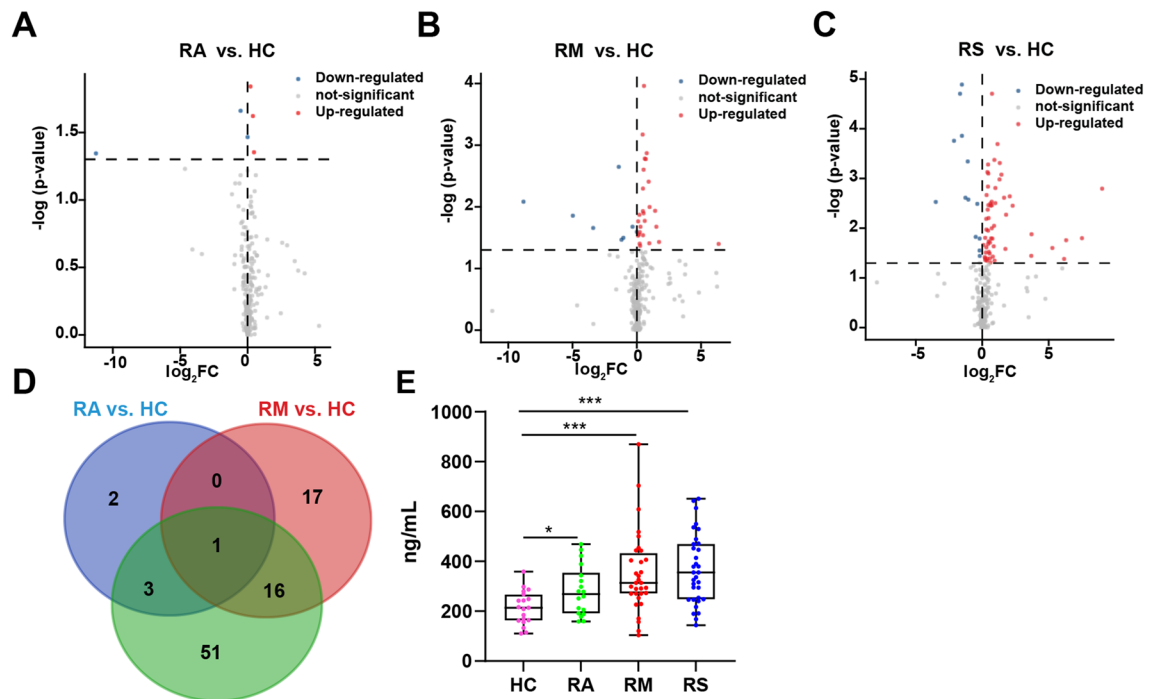 A
RA vs. HC
Down-regulated
not-significant
Up-regulated
-log (p-value)
1.5
1.0
0.5
0.0
-10
-5
0
5
log2FC
B
RM vs. HC
Down-regulated
not-significant
Up-regulated
-log (p-value)
4
3
2
1
0
-10
-5
0
5
log2FC
C
RS vs. HC
Down-regulated
not-significant
Up-regulated
-log (p-value)
5
4
3
2
1
0
-5
0
5
log2FC
D
RA vs. HC
RM vs. HC
2
0
17
1
3
16
51
E
ng/mL
1000
800
600
400
200
0
***
***
*
HC
RA
RM
RS